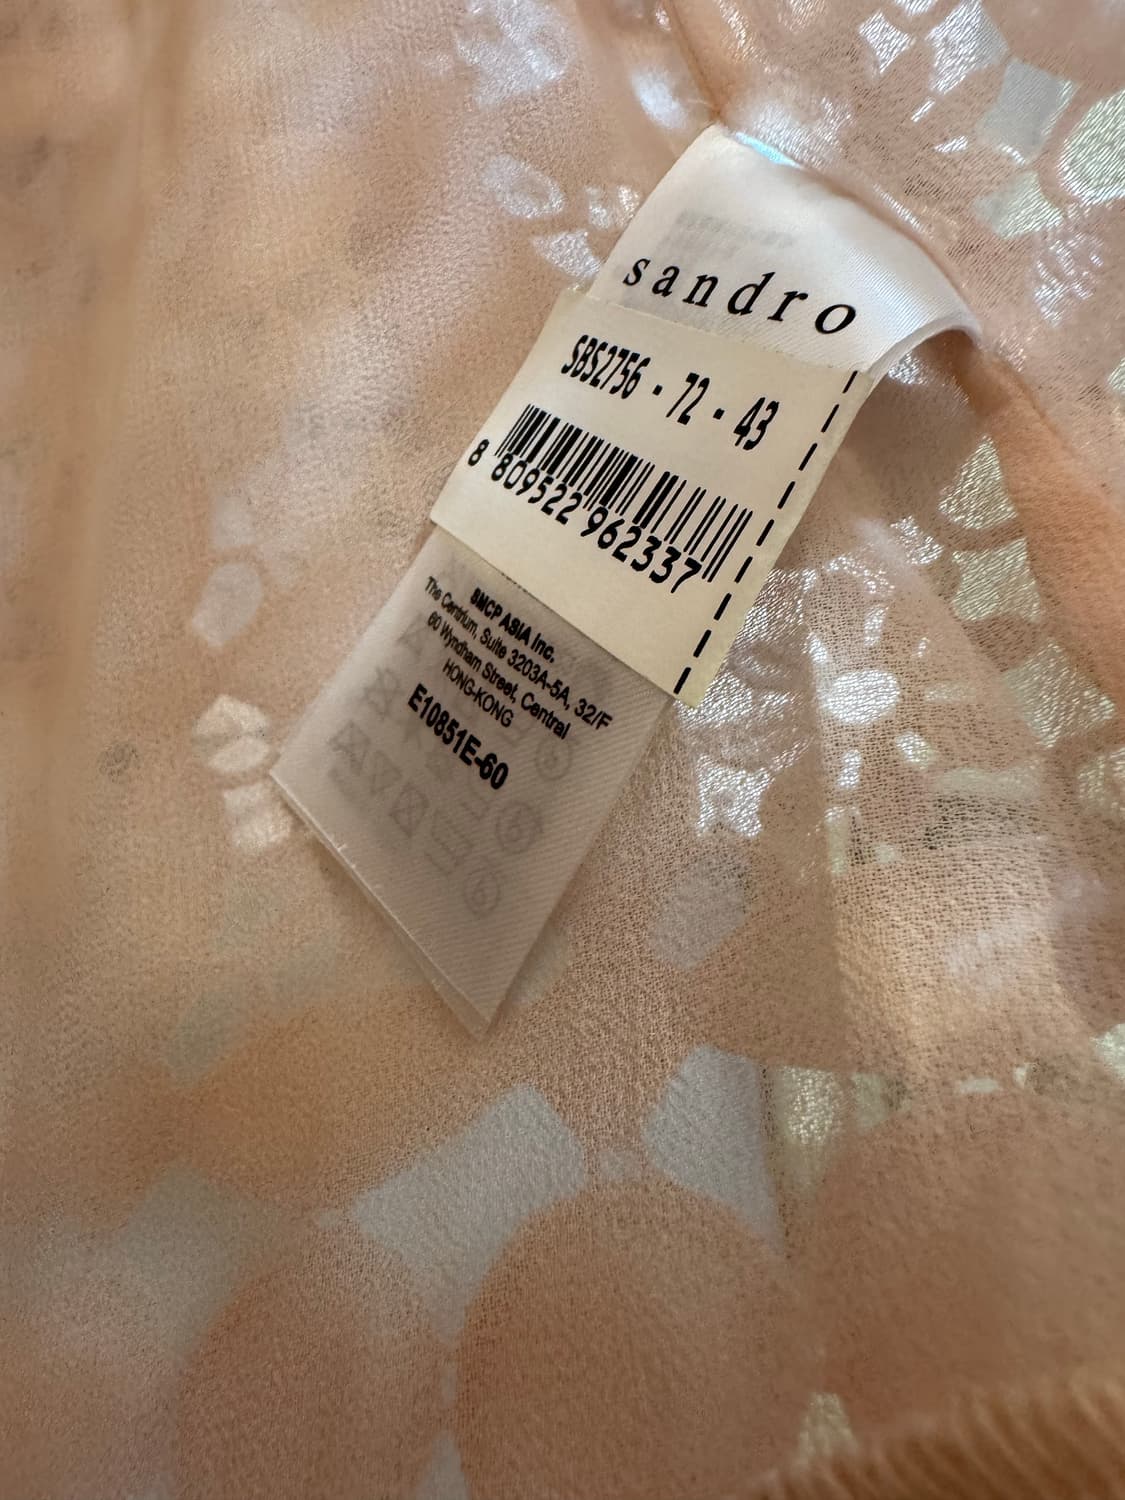 sandro
SBS2756 - 72 - 43
8 809522 962337
SMCP ASIA Inc.
The Centrium, Suite 3203A-5A, 32/F
60 Wyndham Street, Central
HONG-KONG
E10851E-60